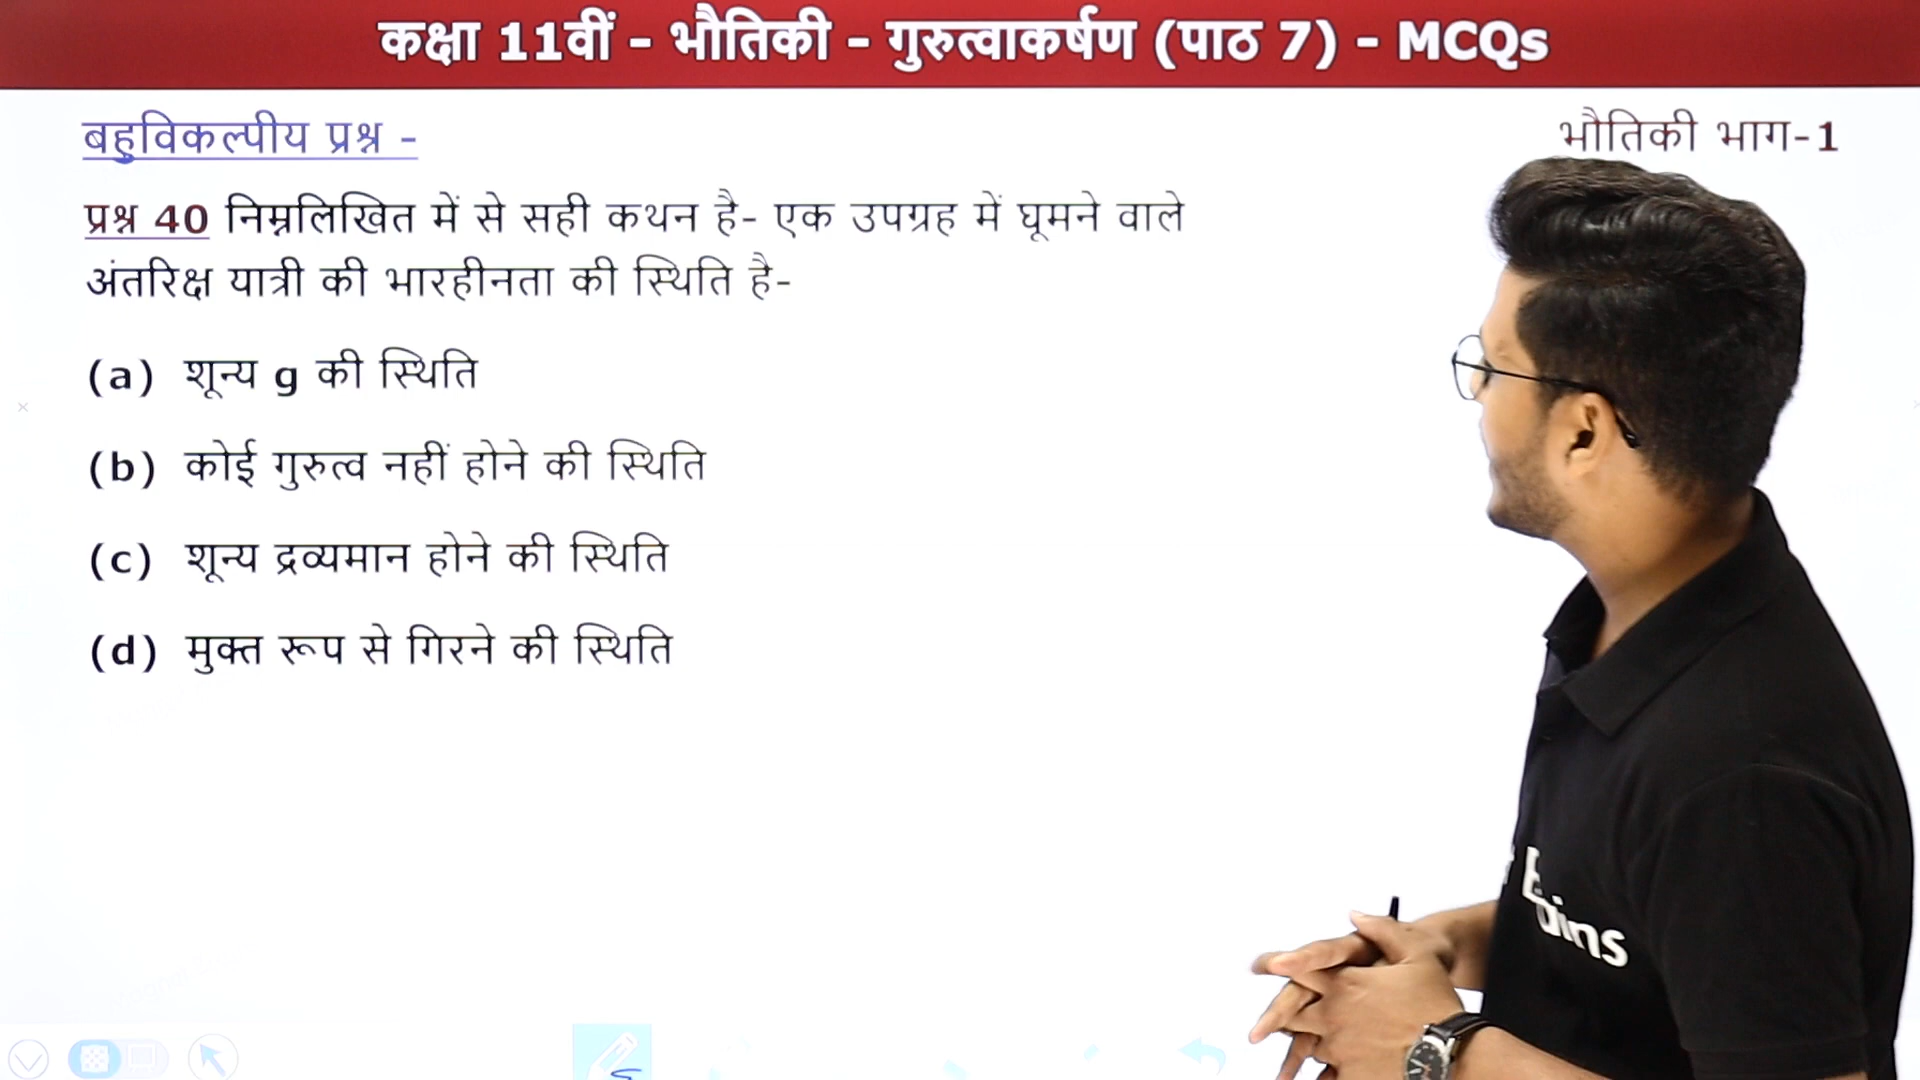 कक्षा 11वीं - भौतिकी - गुरुत्वाकर्षण (पाठ 7) - MCQs
बहुविकल्पीय प्रश्न -
भौतिकी भाग-1
प्रश्न 40 निम्नलिखित में से सही कथन है- एक उपग्रह में घूमने वाले
अंतरिक्ष यात्री की भारहीनता की स्थिति है-
(a) शून्य g की स्थिति
(b) कोई गुरुत्व नहीं होने की स्थिति
(c) शून्य द्रव्यमान होने की स्थिति
(d) मुक्त रूप से गिरने की स्थिति